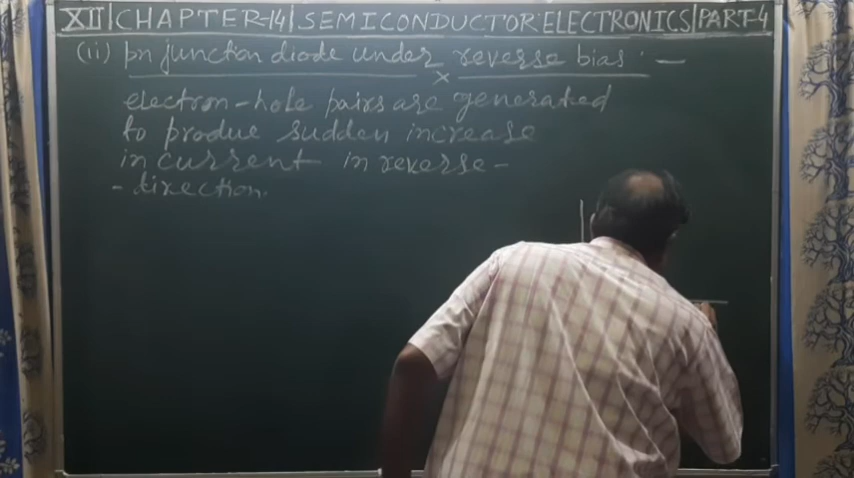 XII|CHAPTER-14|SEMICONDUCTOR ELECTRONICS|PART-4
(ii) pn junction diode under reverse bias. —
x
electron-hole pairs are generated
to produe sudden increase
in current in reverse-
-direction.